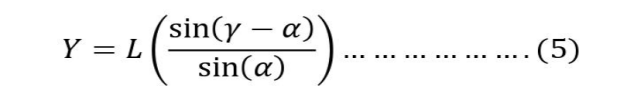 Y = L ( sin(γ − α) / sin(α) ) … … … … … … . (5)